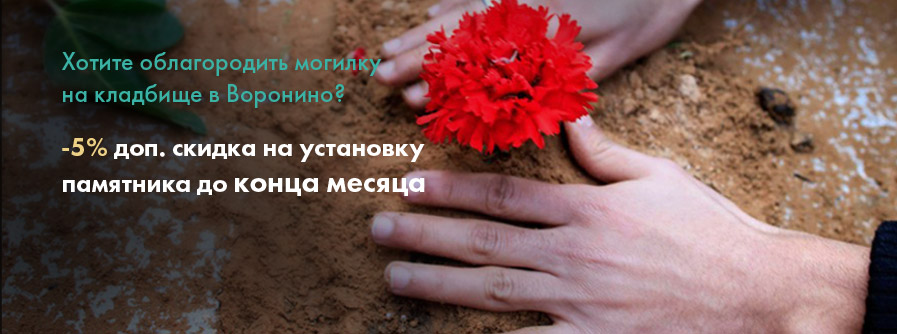 Хотите облагородить могилку
на кладбище в Воронино?
-5% доп. скидка на установку
памятника до конца месяца